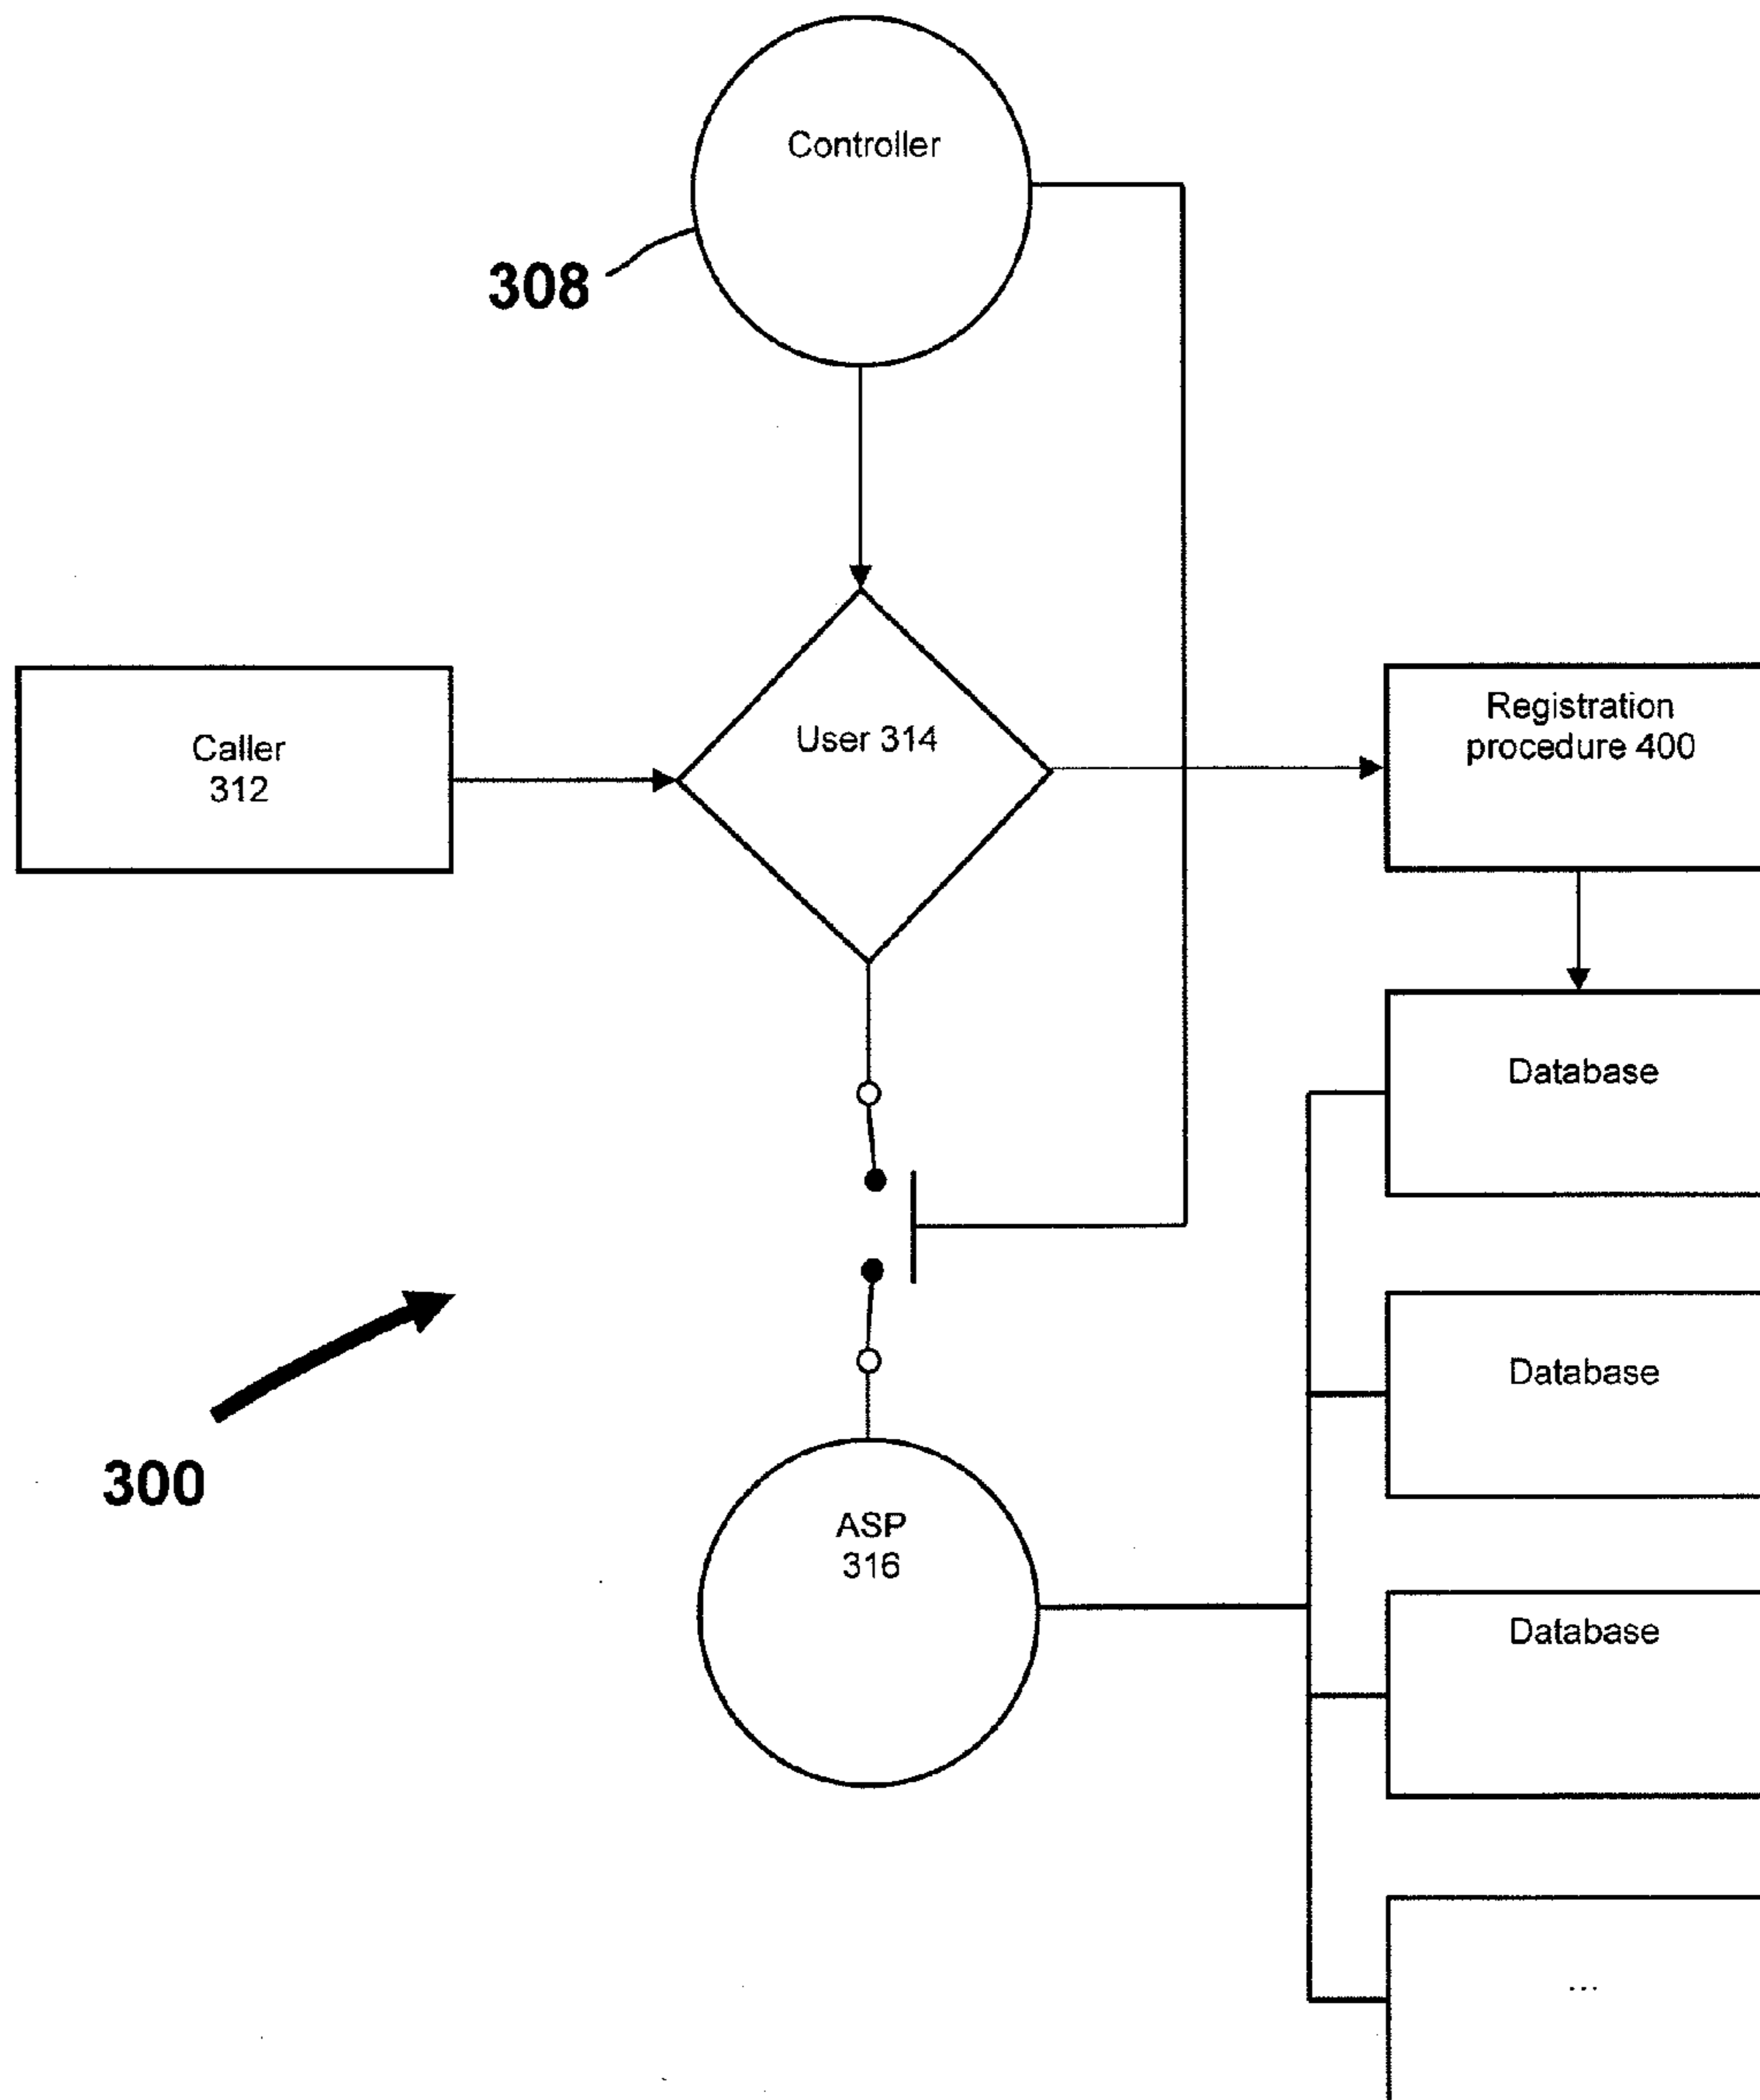 Controller
308
Caller
312
User 314
Registration
procedure 400
Database
Database
300
ASP
316
Database
...